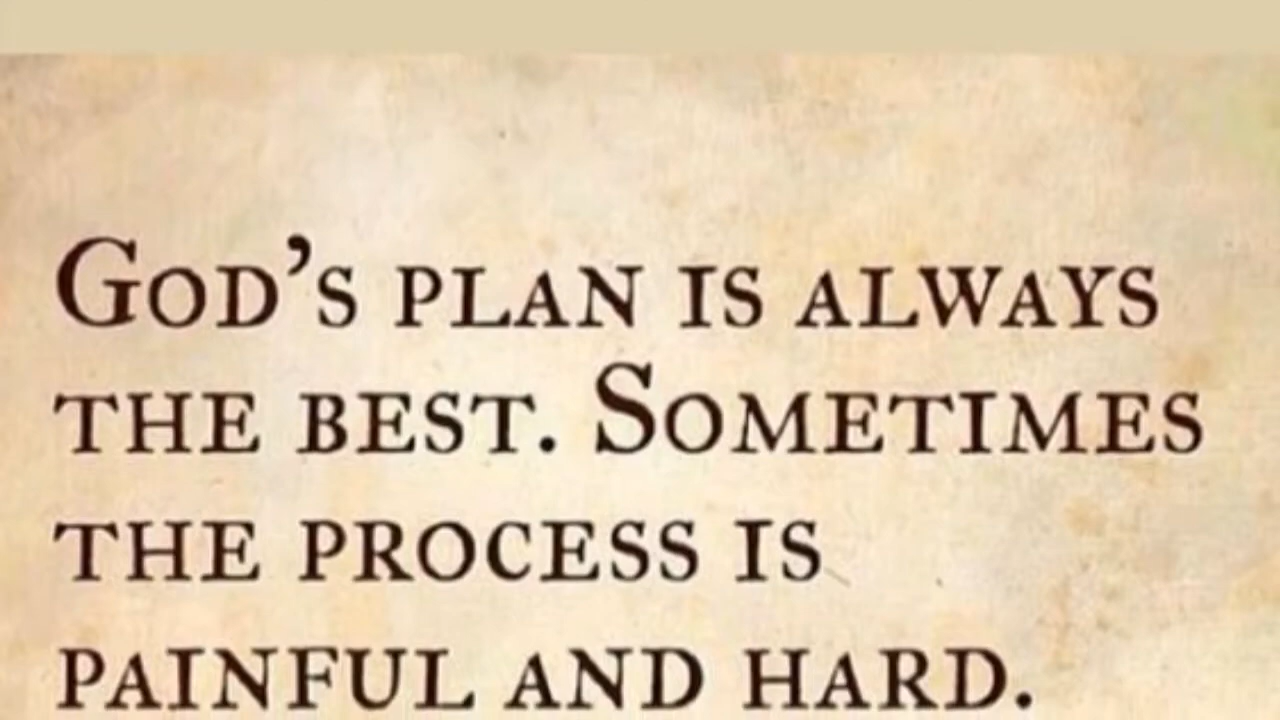 God's plan is always
the best. Sometimes
the process is
painful and hard.